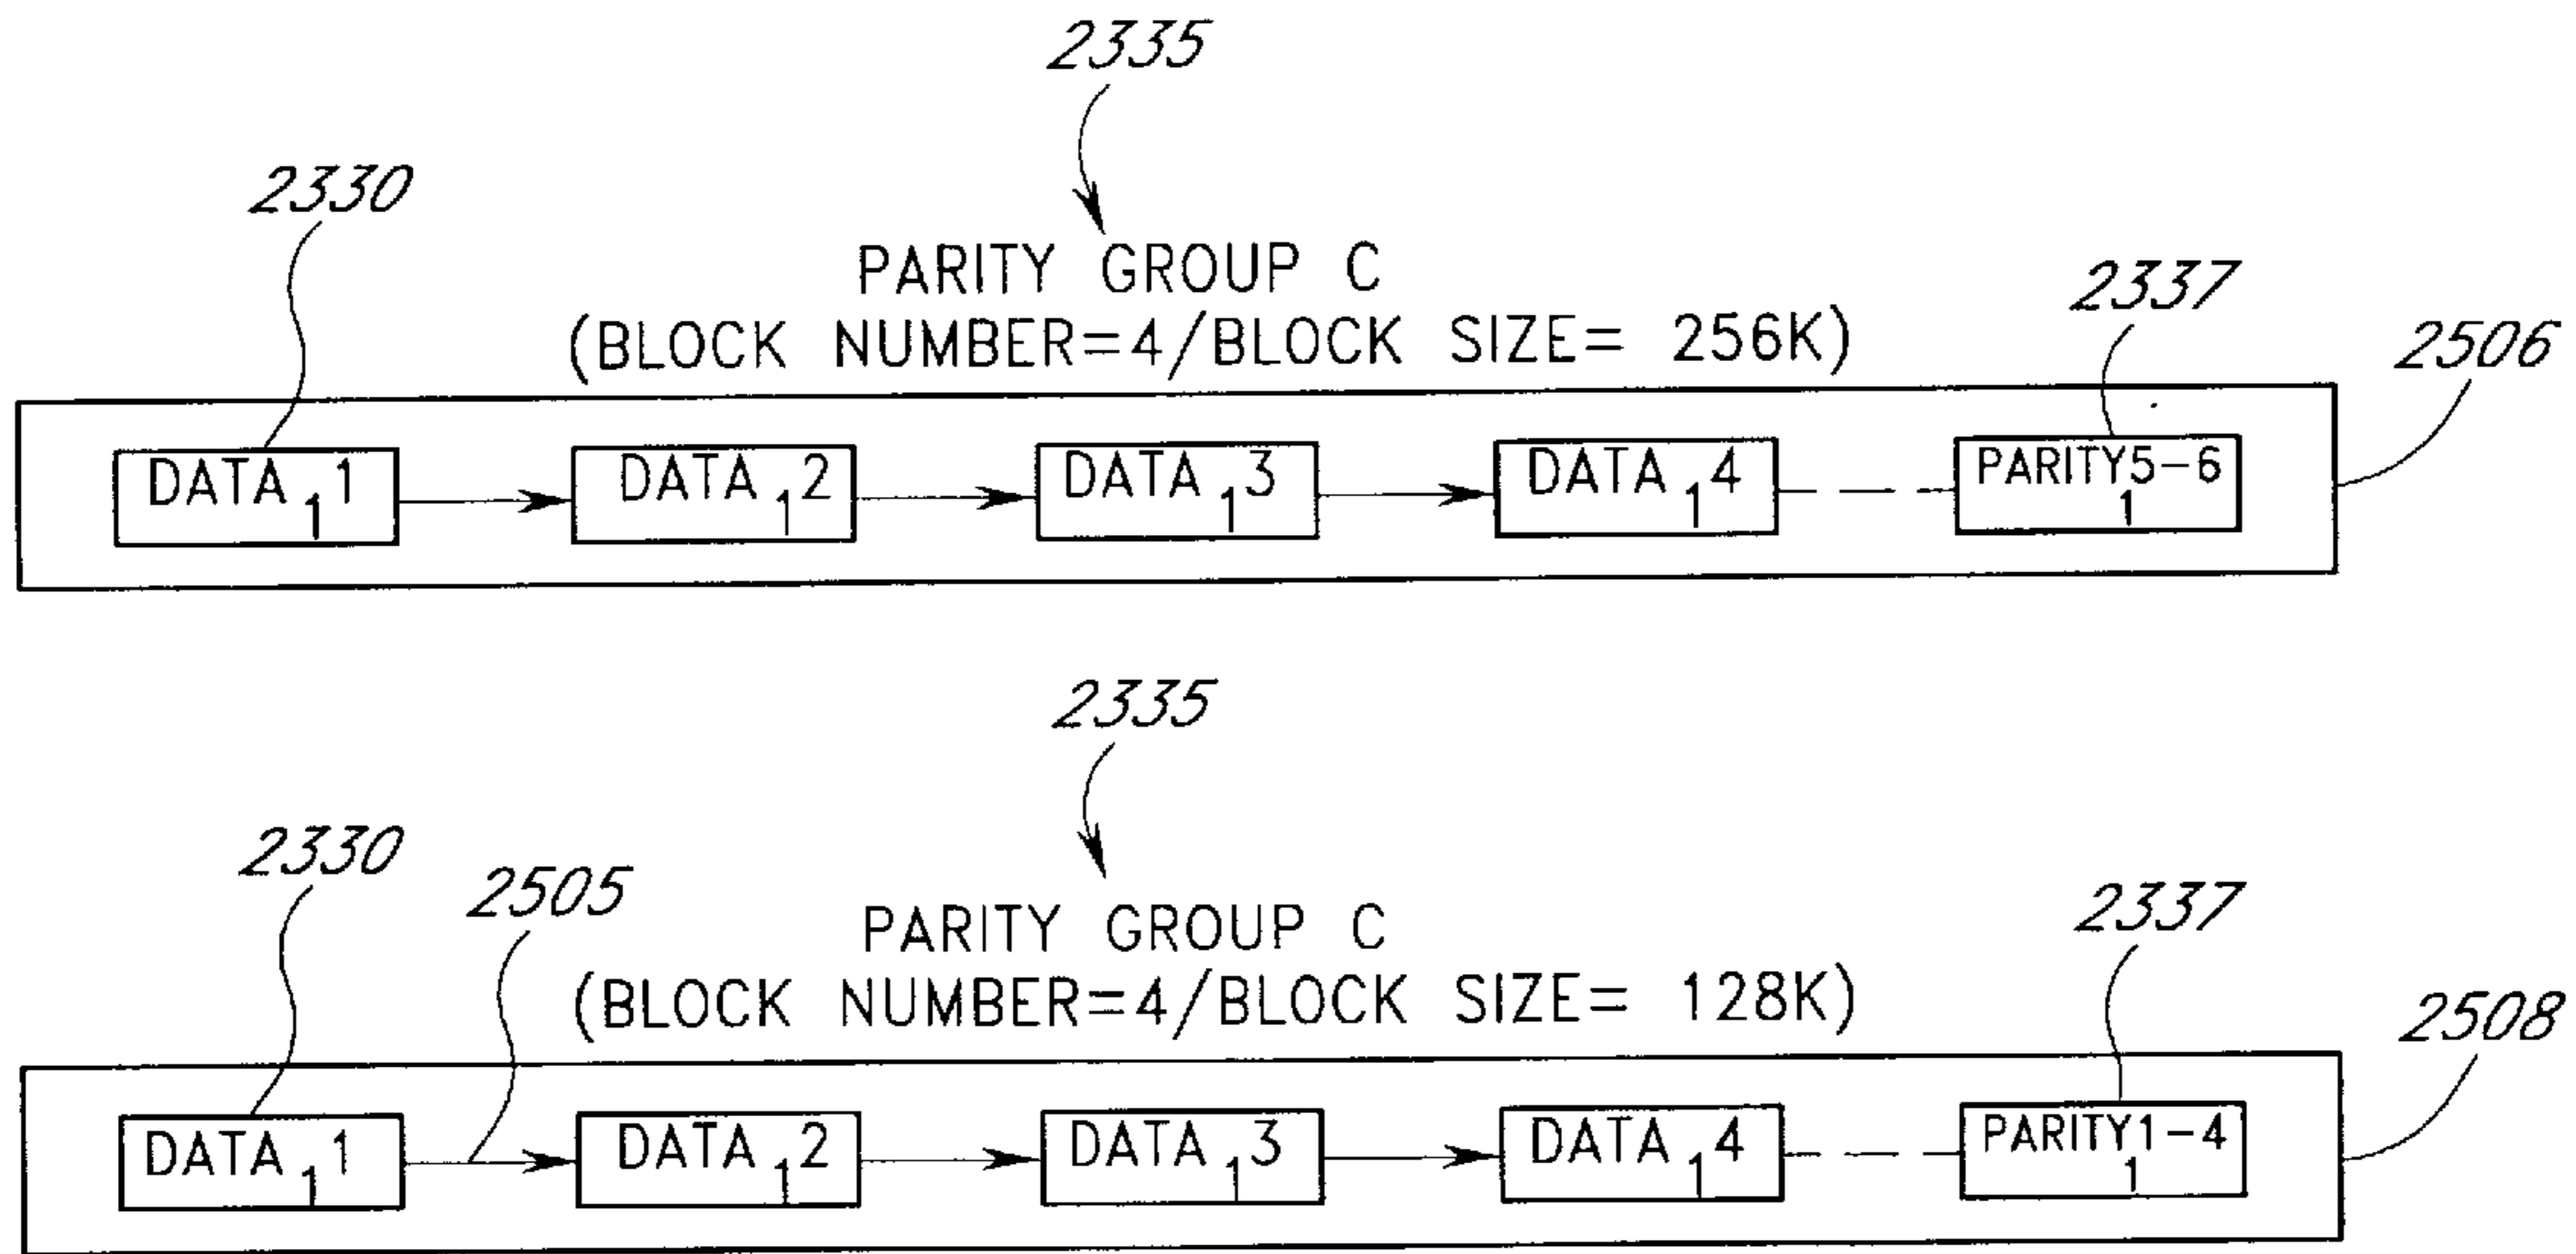 2335
2330
PARITY GROUP C
2337
(BLOCK NUMBER=4/BLOCK SIZE= 256K)
2506
DATA 1 DATA 2 DATA 3 DATA 4 PARITY5-6
1 1 1 1 1
2335
2330
2505
PARITY GROUP C
2337
(BLOCK NUMBER=4/BLOCK SIZE= 128K)
2508
DATA 1 DATA 2 DATA 3 DATA 4 PARITY1-4
1 1 1 1 1